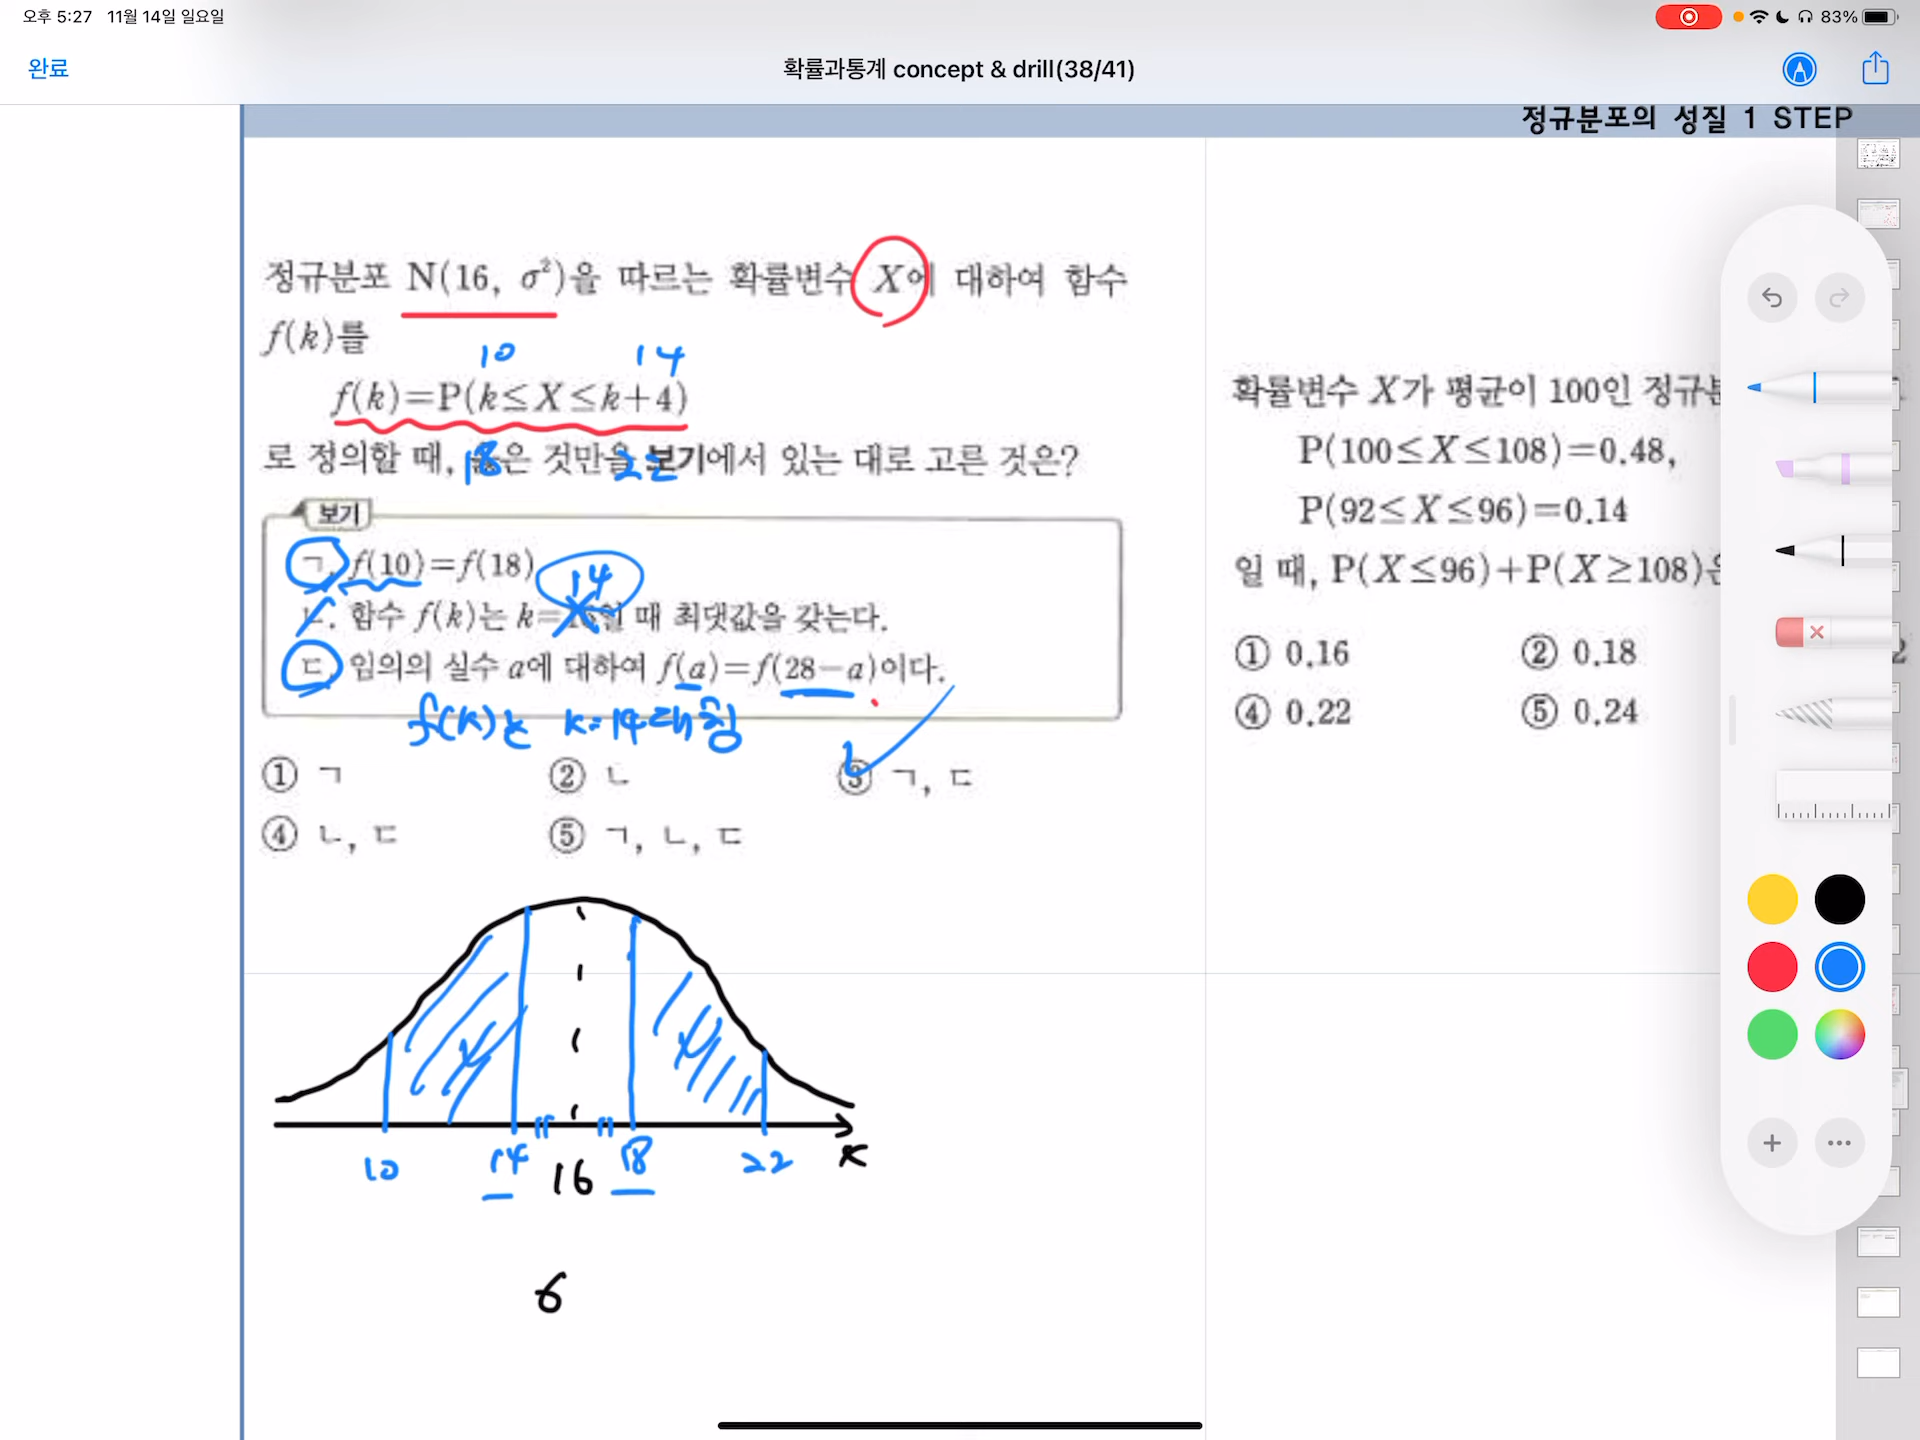 오후 5:27 11월 14일 일요일
83%
완료
확률과통계 concept & drill(38/41)
정규분포의 성질 1 STEP
정규분포 N(16, σ²)을 따르는 확률변수 X에 대하여 함수
f(k)를
10 14
f(k)=P(k≤X≤k+4)
로 정의할 때, 옳은 것만을 보기에서 있는 대로 고른 것은?
18 22
보기
ㄱ. f(10)=f(18)
14
ㄴ. 함수 f(k)는 k=16일 때 최댓값을 갖는다.
ㄷ. 임의의 실수 a에 대하여 f(a)=f(28-a)이다.
f(k)는 k=14대칭
① ㄱ ② ㄴ ③ ㄱ, ㄷ
④ ㄴ, ㄷ ⑤ ㄱ, ㄴ, ㄷ
10 14 16 18 22 x
6
확률변수 X가 평균이 100인 정규
P(100≤X≤108)=0.48,
P(92≤X≤96)=0.14
일 때, P(X≤96)+P(X≥108)
① 0.16 ② 0.18
④ 0.22 ⑤ 0.24